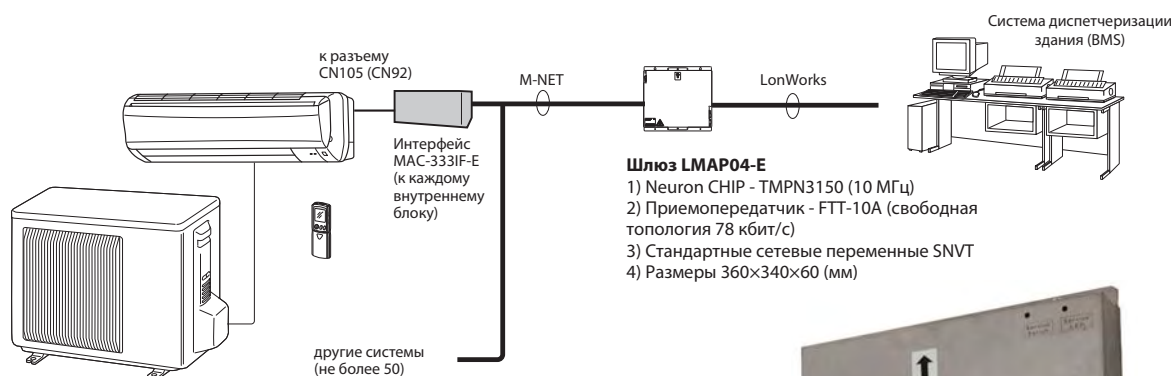 Система диспетчеризации
здания (BMS)
к разъему
CN105 (CN92)
M-NET
LonWorks
Интерфейс
MAC-333IF-E
(к каждому
внутреннему
блоку)
Шлюз LMAP04-E
1) Neuron CHIP - TMPN3150 (10 МГц)
2) Приемопередатчик - FTT-10A (свободная
топология 78 кбит/с)
3) Стандартные сетевые переменные SNVT
4) Размеры 360×340×60 (мм)
другие системы
(не более 50)